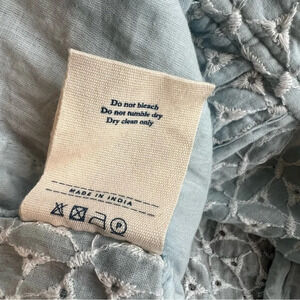 Do not bleach
Do not tumble dry
Dry clean only
MADE IN INDIA
P